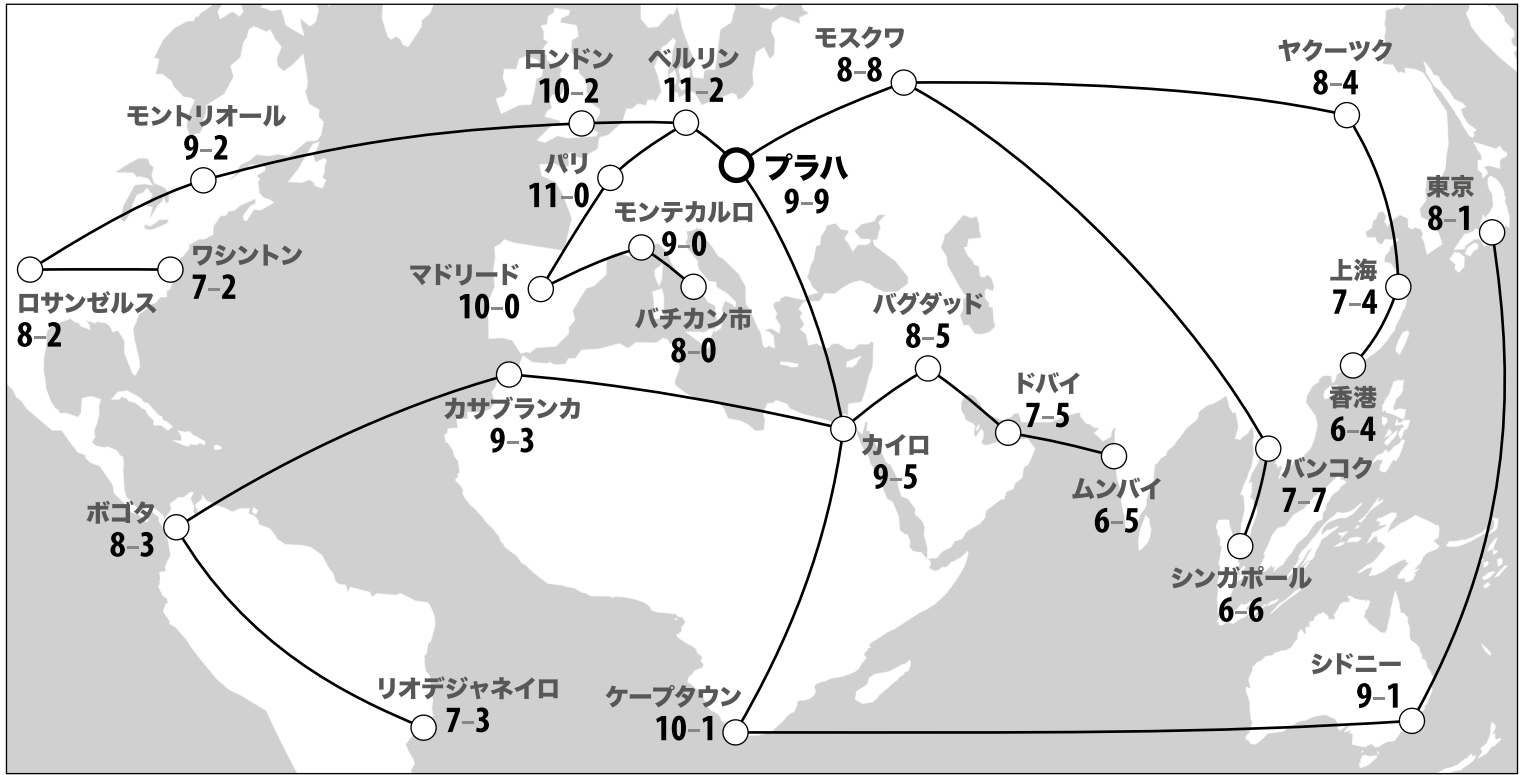 モスクワ
8–8
ヤクーツク
8–4
ロンドン
10–2
ベルリン
11–2
モントリオール
9–2
パリ
11–0
プラハ
9–9
東京
8–1
モンテカルロ
9–0
ワシントン
7–2
マドリード
10–0
ロサンゼルス
8–2
バチカン市
8–0
バグダッド
8–5
上海
7–4
ドバイ
7–5
香港
6–4
カサブランカ
9–3
カイロ
9–5
バンコク
7–7
ムンバイ
6–5
ボゴタ
8–3
シンガポール
6–6
シドニー
9–1
リオデジャネイロ
7–3
ケープタウン
10–1